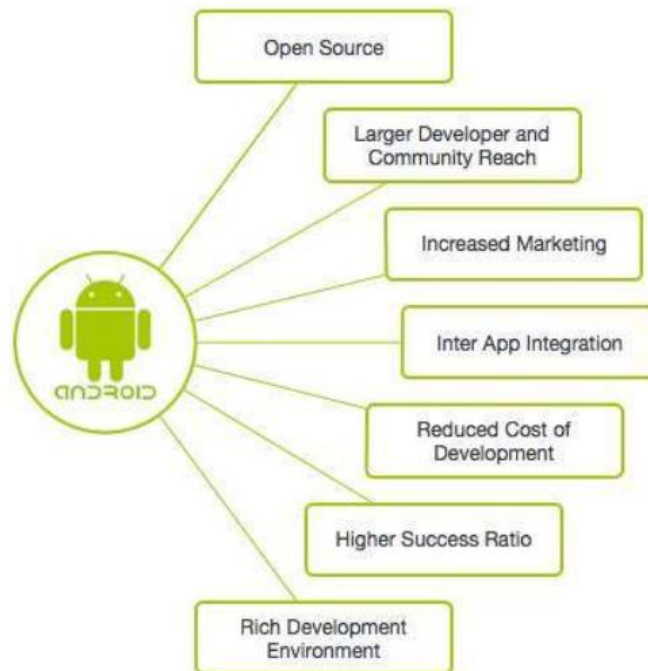 Open Source
Larger Developer and
Community Reach
Increased Marketing
Inter App Integration
ANDROID
Reduced Cost of
Development
Higher Success Ratio
Rich Development
Environment